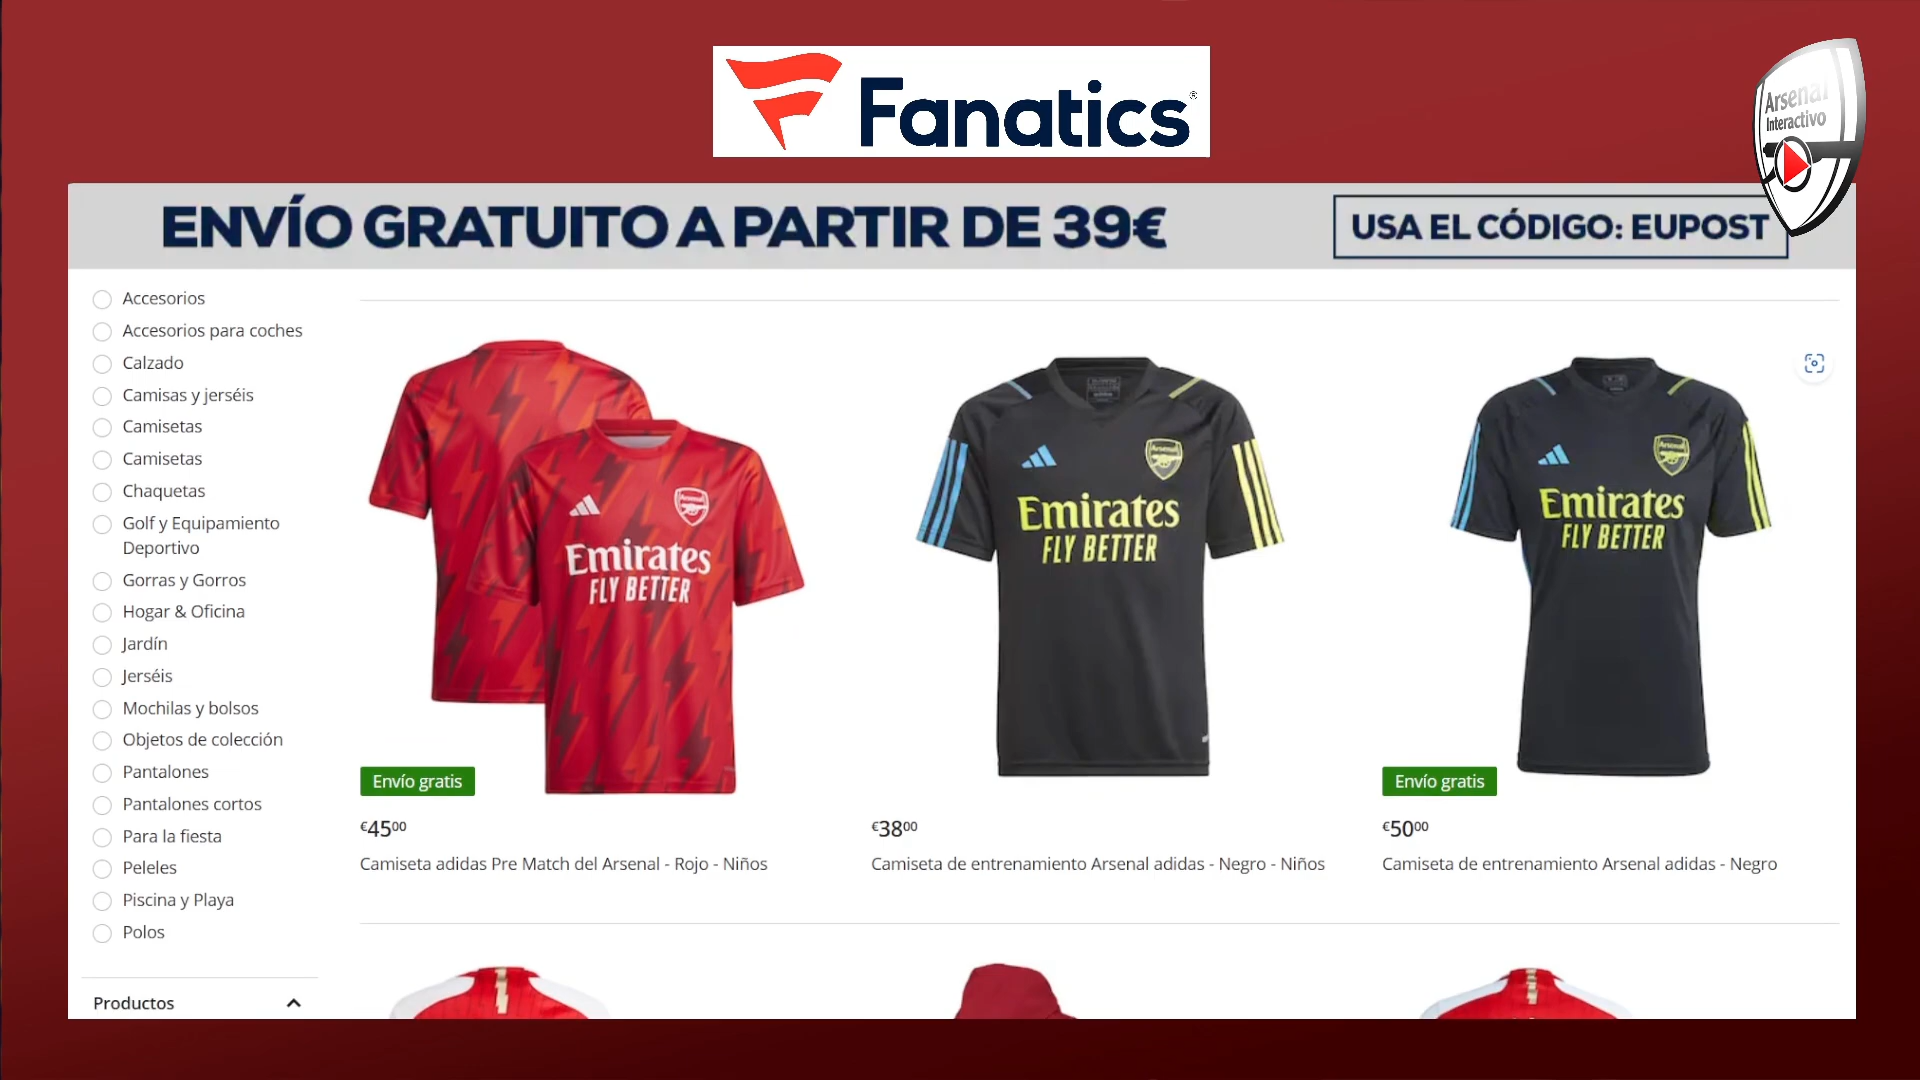 Fanatics
Arsenal
Interactivo
ENVÍO GRATUITO A PARTIR DE 39€
USA EL CÓDIGO: EUPOST
Accesorios
Accesorios para coches
Calzado
Camisas y jerséis
Camisetas
Camisetas
Chaquetas
Golf y Equipamiento
Deportivo
Gorras y Gorros
Hogar & Oficina
Jardín
Jerséis
Mochilas y bolsos
Objetos de colección
Pantalones
Pantalones cortos
Para la fiesta
Peleles
Piscina y Playa
Polos
Productos
Arsenal
Emirates
FLY BETTER
Envío gratis
€4500
Camiseta adidas Pre Match del Arsenal - Rojo - Niños
Arsenal
Emirates
FLY BETTER
€3800
Camiseta de entrenamiento Arsenal adidas - Negro - Niños
Arsenal
Emirates
FLY BETTER
Envío gratis
€5000
Camiseta de entrenamiento Arsenal adidas - Negro